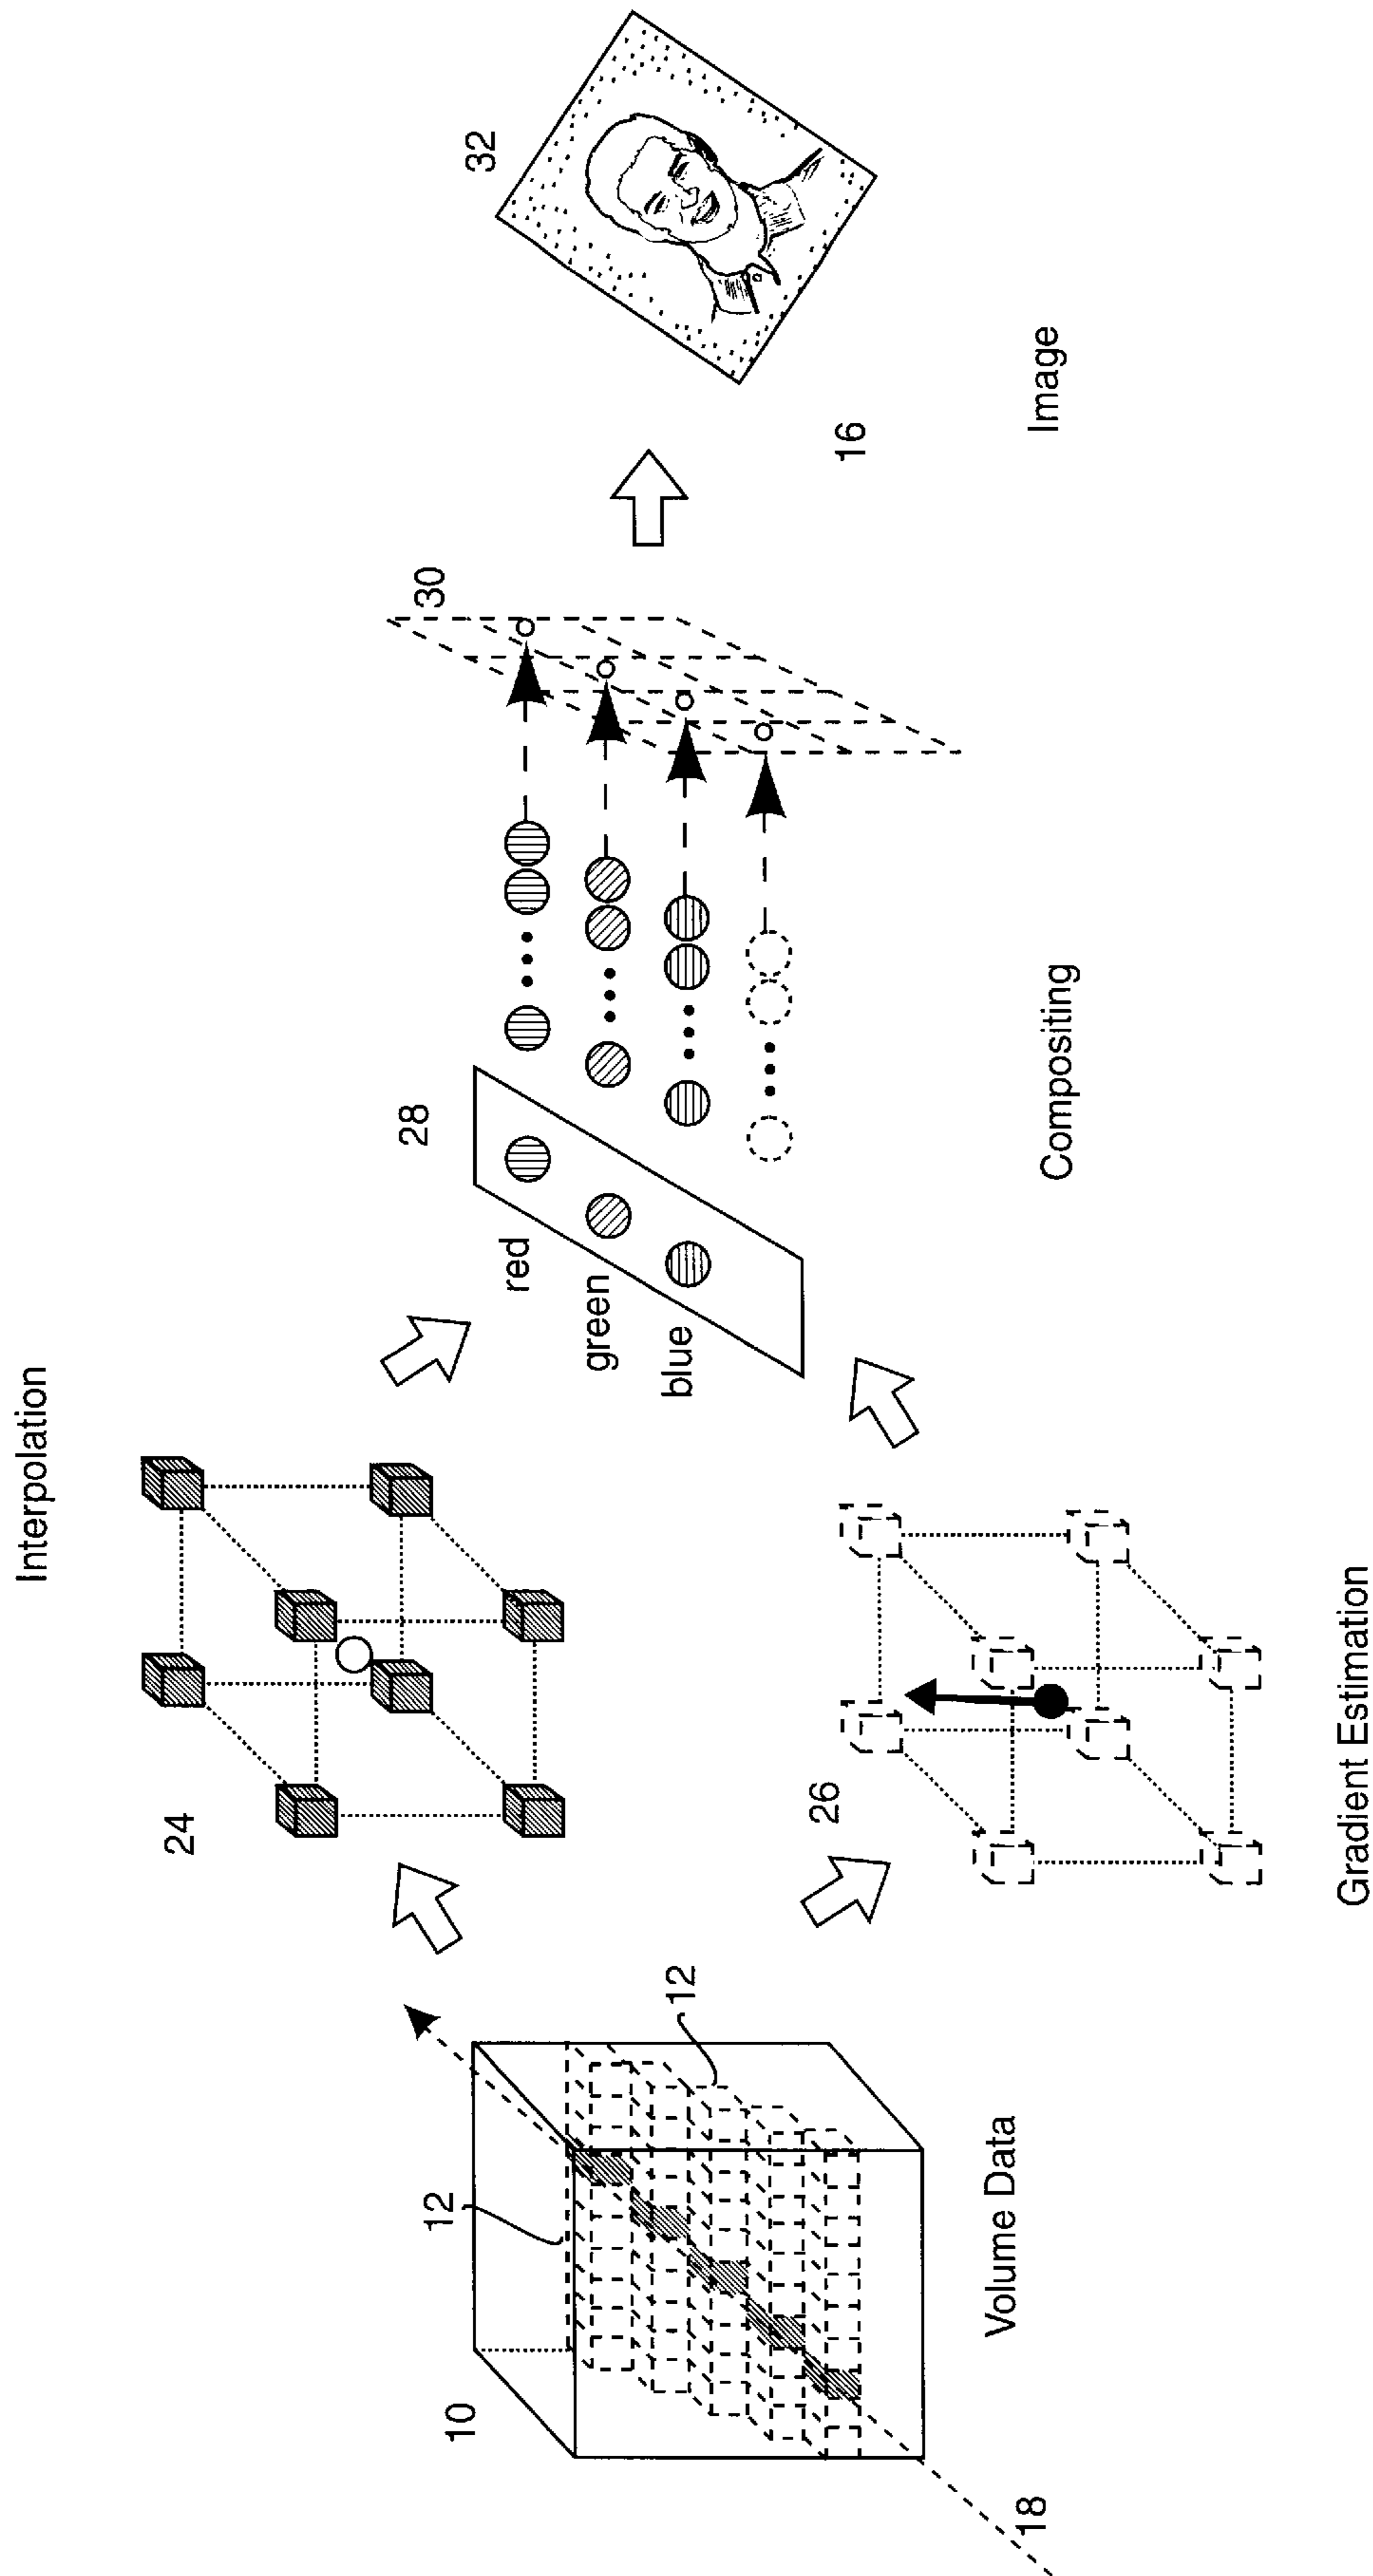 Interpolation
24
32
30
28
red
green
blue
12
12
10
18
Volume Data
26
Gradient Estimation
Compositing
16
Image